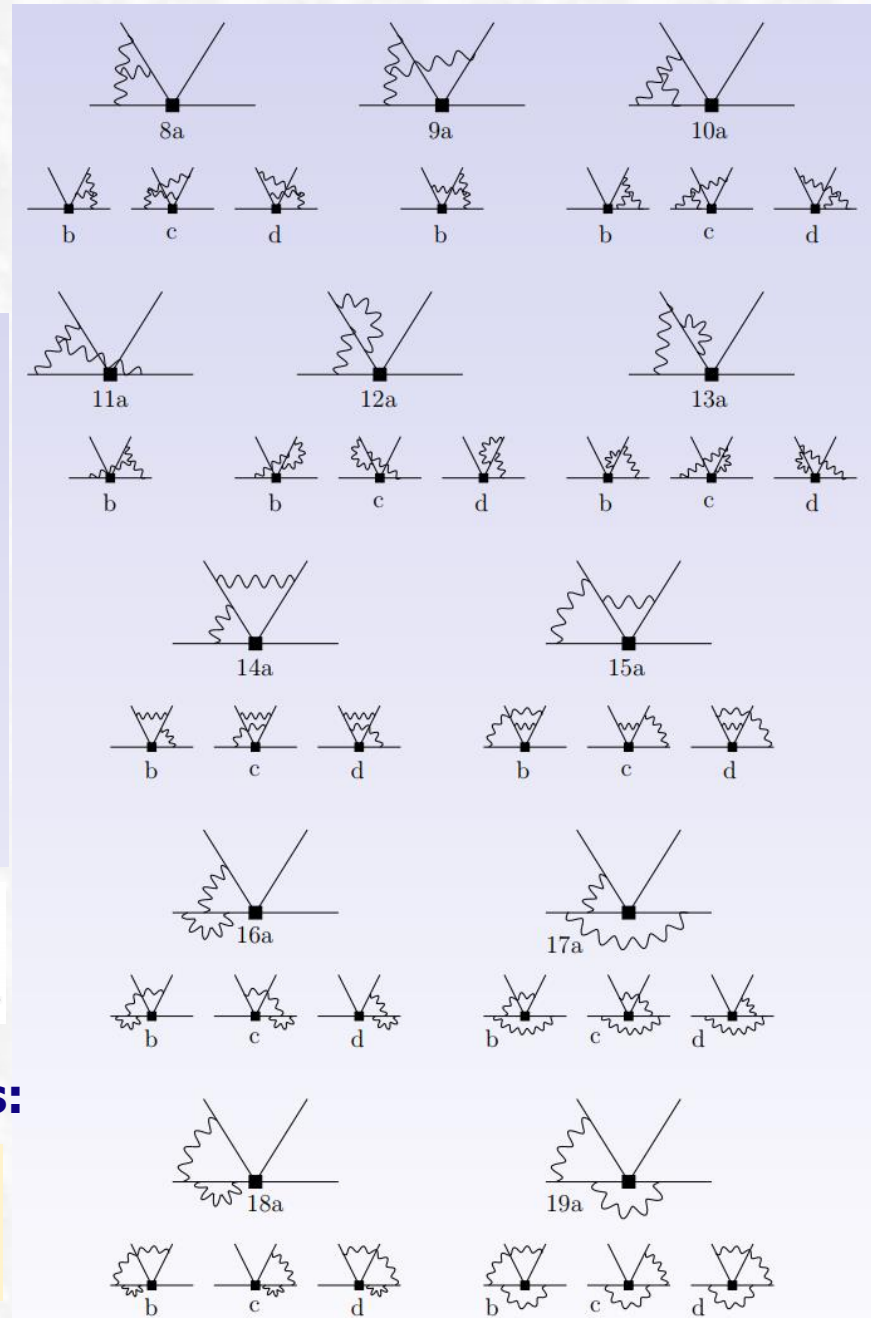 8a 9a 10a
b c d b b c d
11a 12a 13a
b b c d b c d
14a 15a
b c d b c d
16a 17a
b c d b c d
s:
18a 19a
b c d b c d